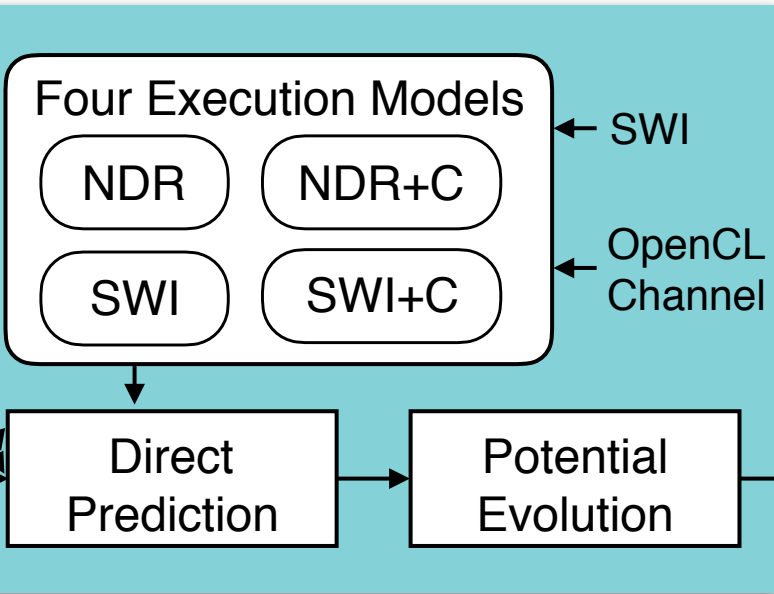 Four Execution Models
NDR
NDR+C
SWI
SWI+C
SWI
OpenCL
Channel
Direct
Prediction
Potential
Evolution